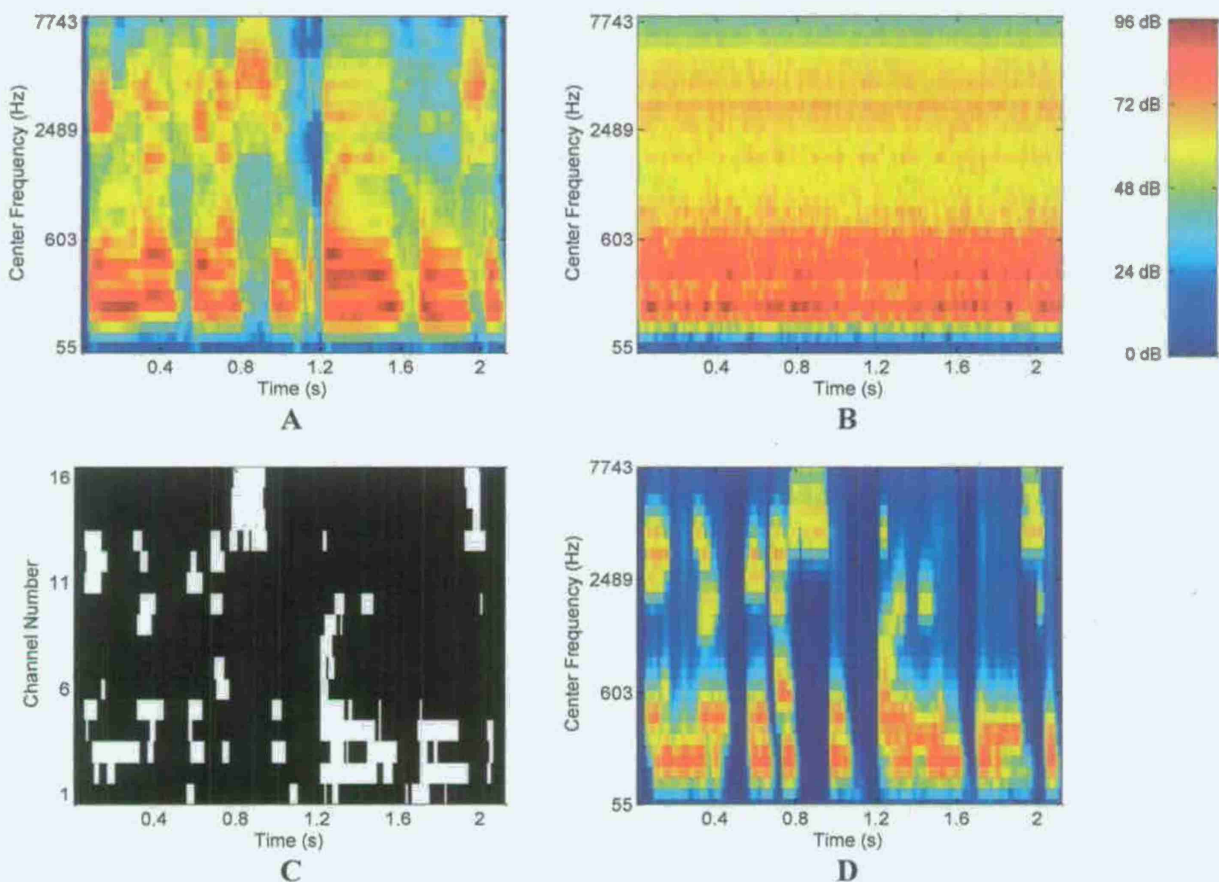 7743
2489
603
55
Center Frequency (Hz)
0.4 0.8 1.2 1.6 2
Time (s)
A
7743
2489
603
55
Center Frequency (Hz)
0.4 0.8 1.2 1.6 2
Time (s)
B
96 dB
72 dB
48 dB
24 dB
0 dB
16
11
6
1
Channel Number
0.4 0.8 1.2 1.6 2
Time (s)
C
7743
2489
603
55
Center Frequency (Hz)
0.4 0.8 1.2 1.6 2
Time (s)
D